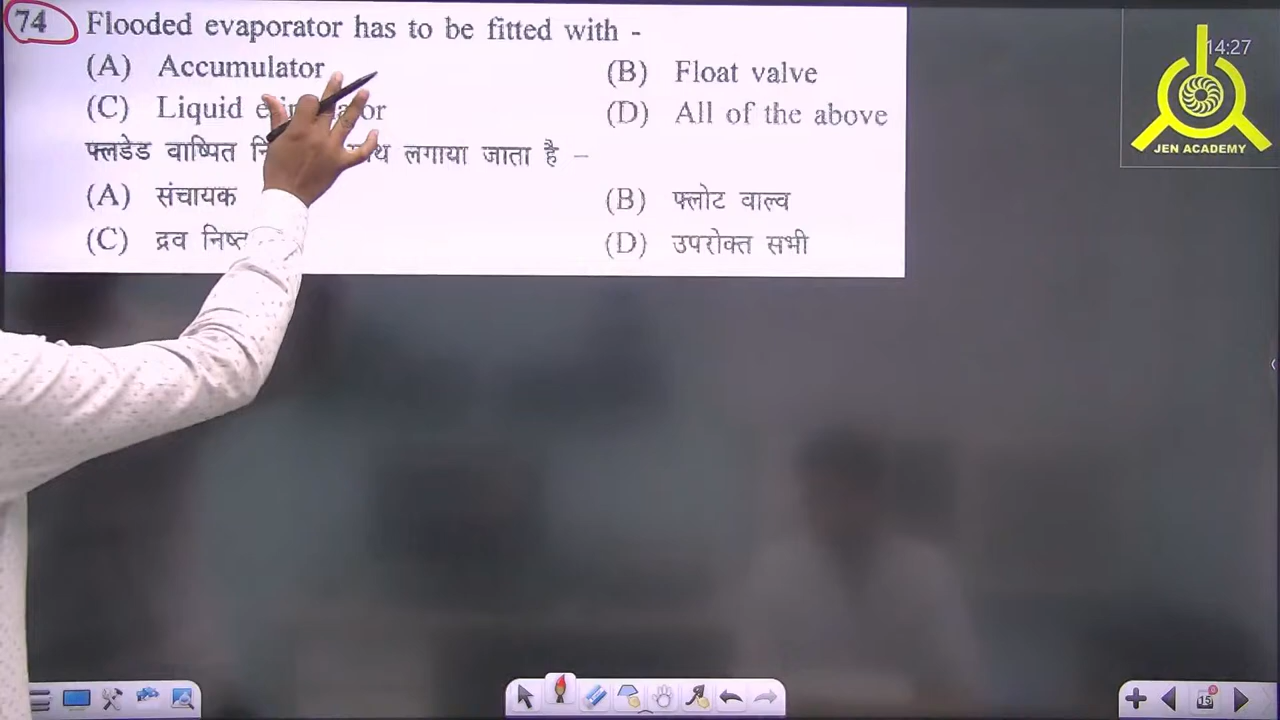 74 Flooded evaporator has to be fitted with -
(A) Accumulator (B) Float valve
(C) Liquid (D) All of the above
फ्लडेड वाष्पित लगाया जाता है –
(A) संचायक (B) फ्लोट वाल्व
(C) द्रव (D) उपरोक्त सभी
14:27
JEN ACADEMY
15